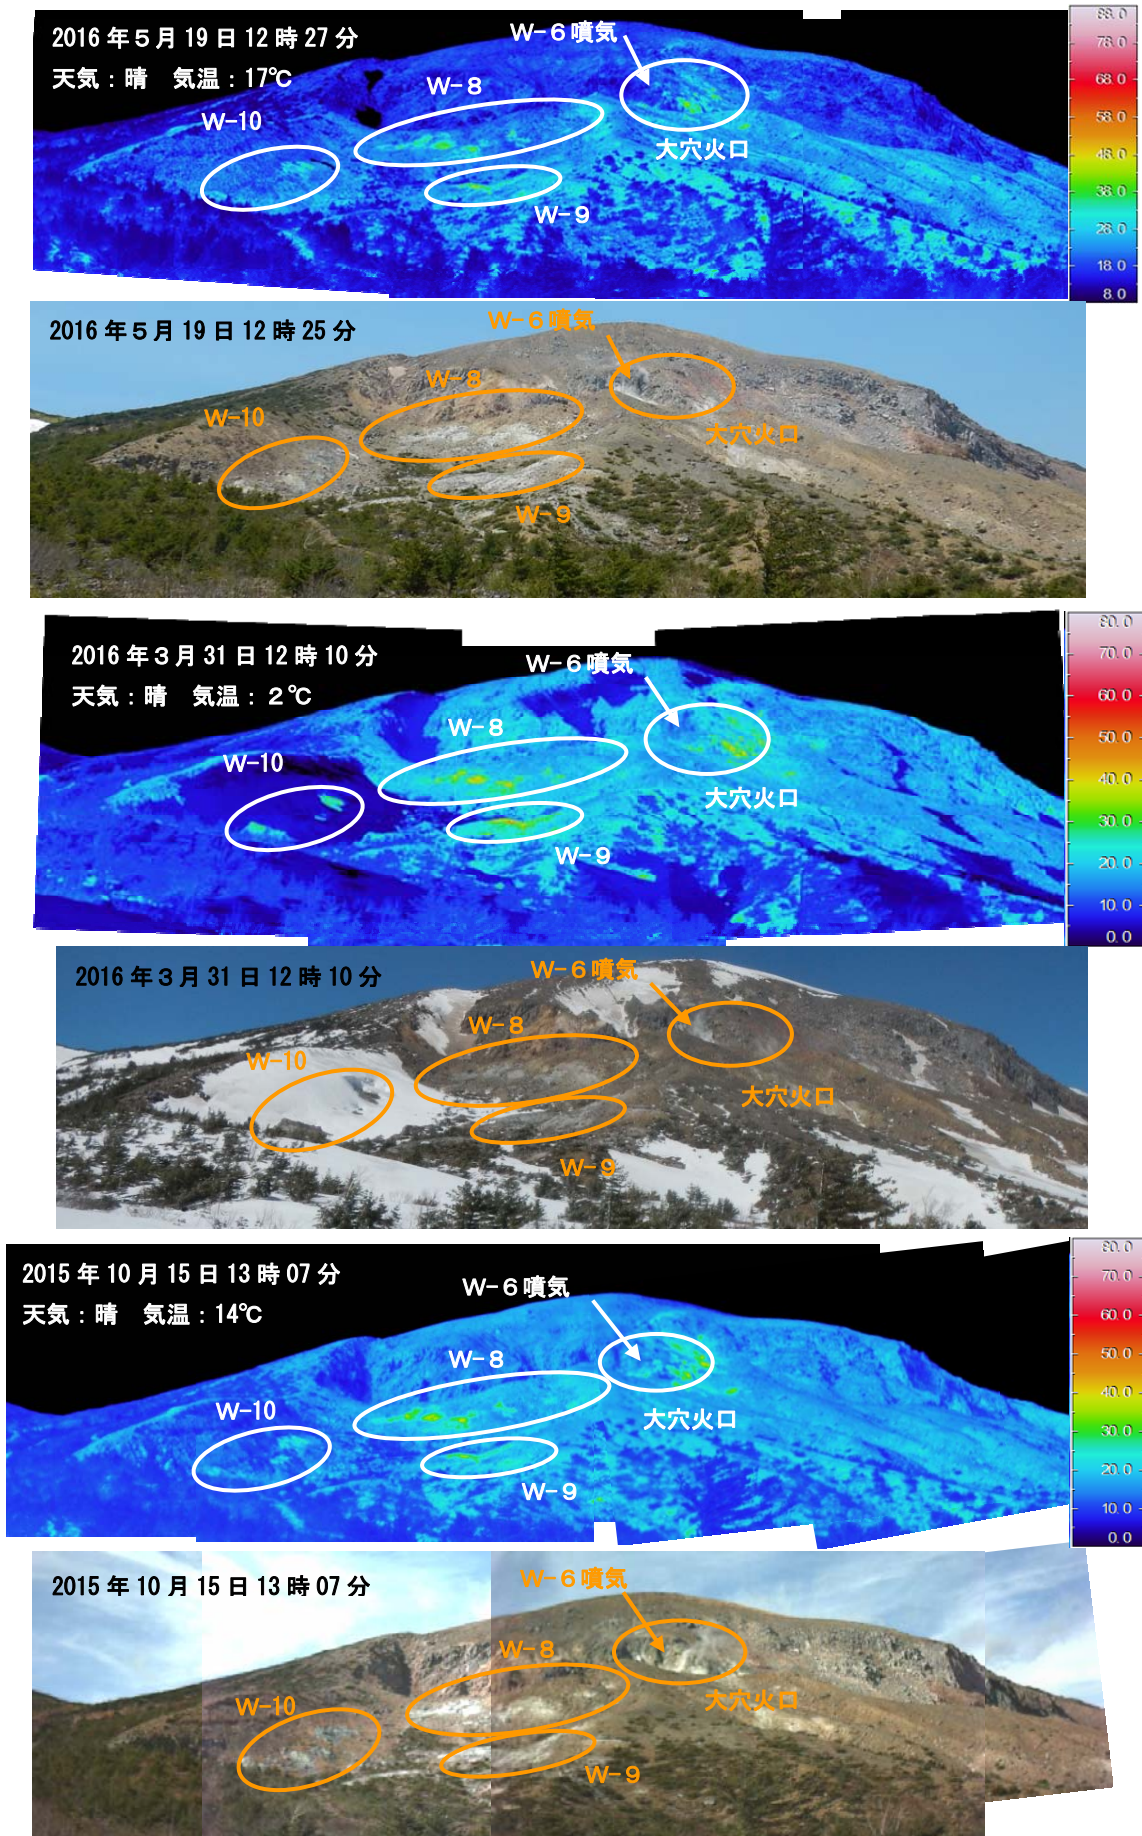 2016年5月19日12時27分
天気：晴　気温：17℃
W-6噴気
W-8
W-10
大穴火口
W-9
88.0
78.0
68.0
58.0
48.0
38.0
28.0
18.0
8.0
2016年5月19日12時25分
W-6噴気
W-8
W-10
大穴火口
W-9
2016年3月31日12時10分
天気：晴　気温：2℃
W-6噴気
W-8
W-10
大穴火口
W-9
80.0
70.0
60.0
50.0
40.0
30.0
20.0
10.0
0.0
2016年3月31日12時10分
W-6噴気
W-8
W-10
大穴火口
W-9
2015年10月15日13時07分
天気：晴　気温：14℃
W-6噴気
W-8
W-10
大穴火口
W-9
80.0
70.0
60.0
50.0
40.0
30.0
20.0
10.0
0.0
2015年10月15日13時07分
W-6噴気
W-8
W-10
大穴火口
W-9